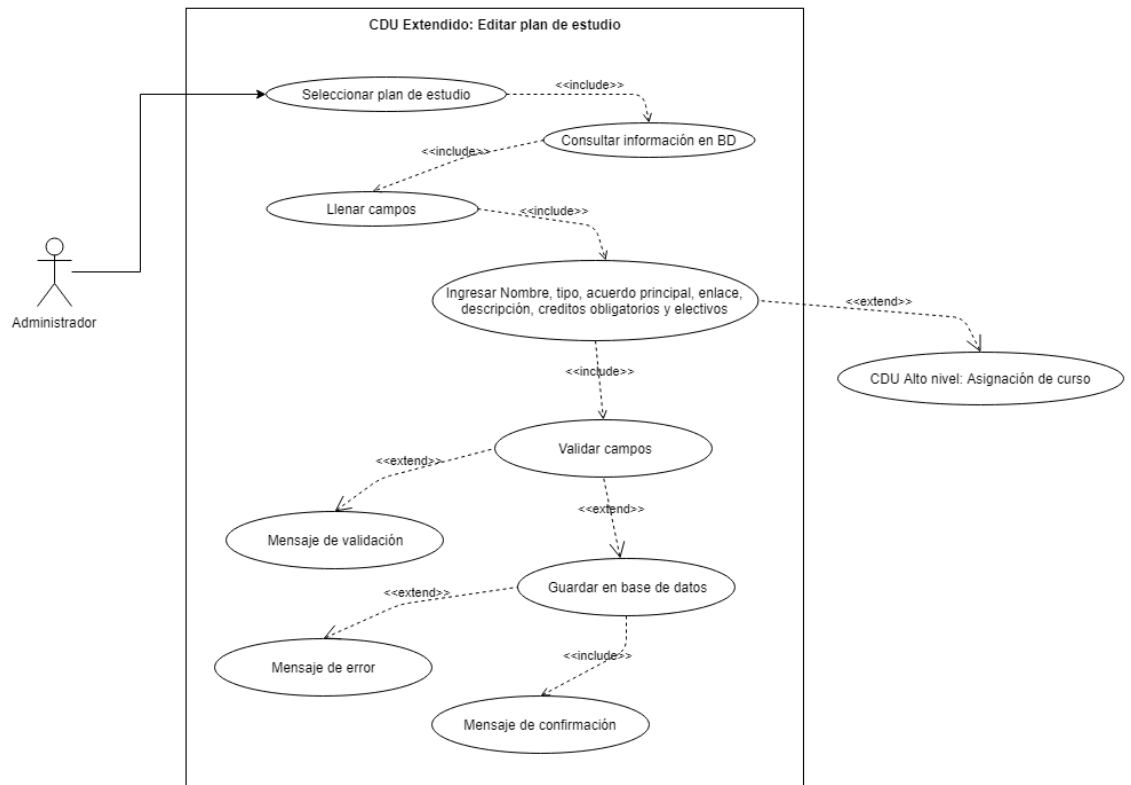 CDU Extendido: Editar plan de estudio
Seleccionar plan de estudio
<<include>>
Consultar información en BD
<<include>>
Llenar campos
<<include>>
Administrador
Ingresar Nombre, tipo, acuerdo principal, enlace,
descripción, creditos obligatorios y electivos
<<extend>>
CDU Alto nivel: Asignación de curso
<<include>>
Validar campos
<<extend>>
Mensaje de validación
<<extend>>
Guardar en base de datos
<<extend>>
Mensaje de error
<<include>>
Mensaje de confirmación